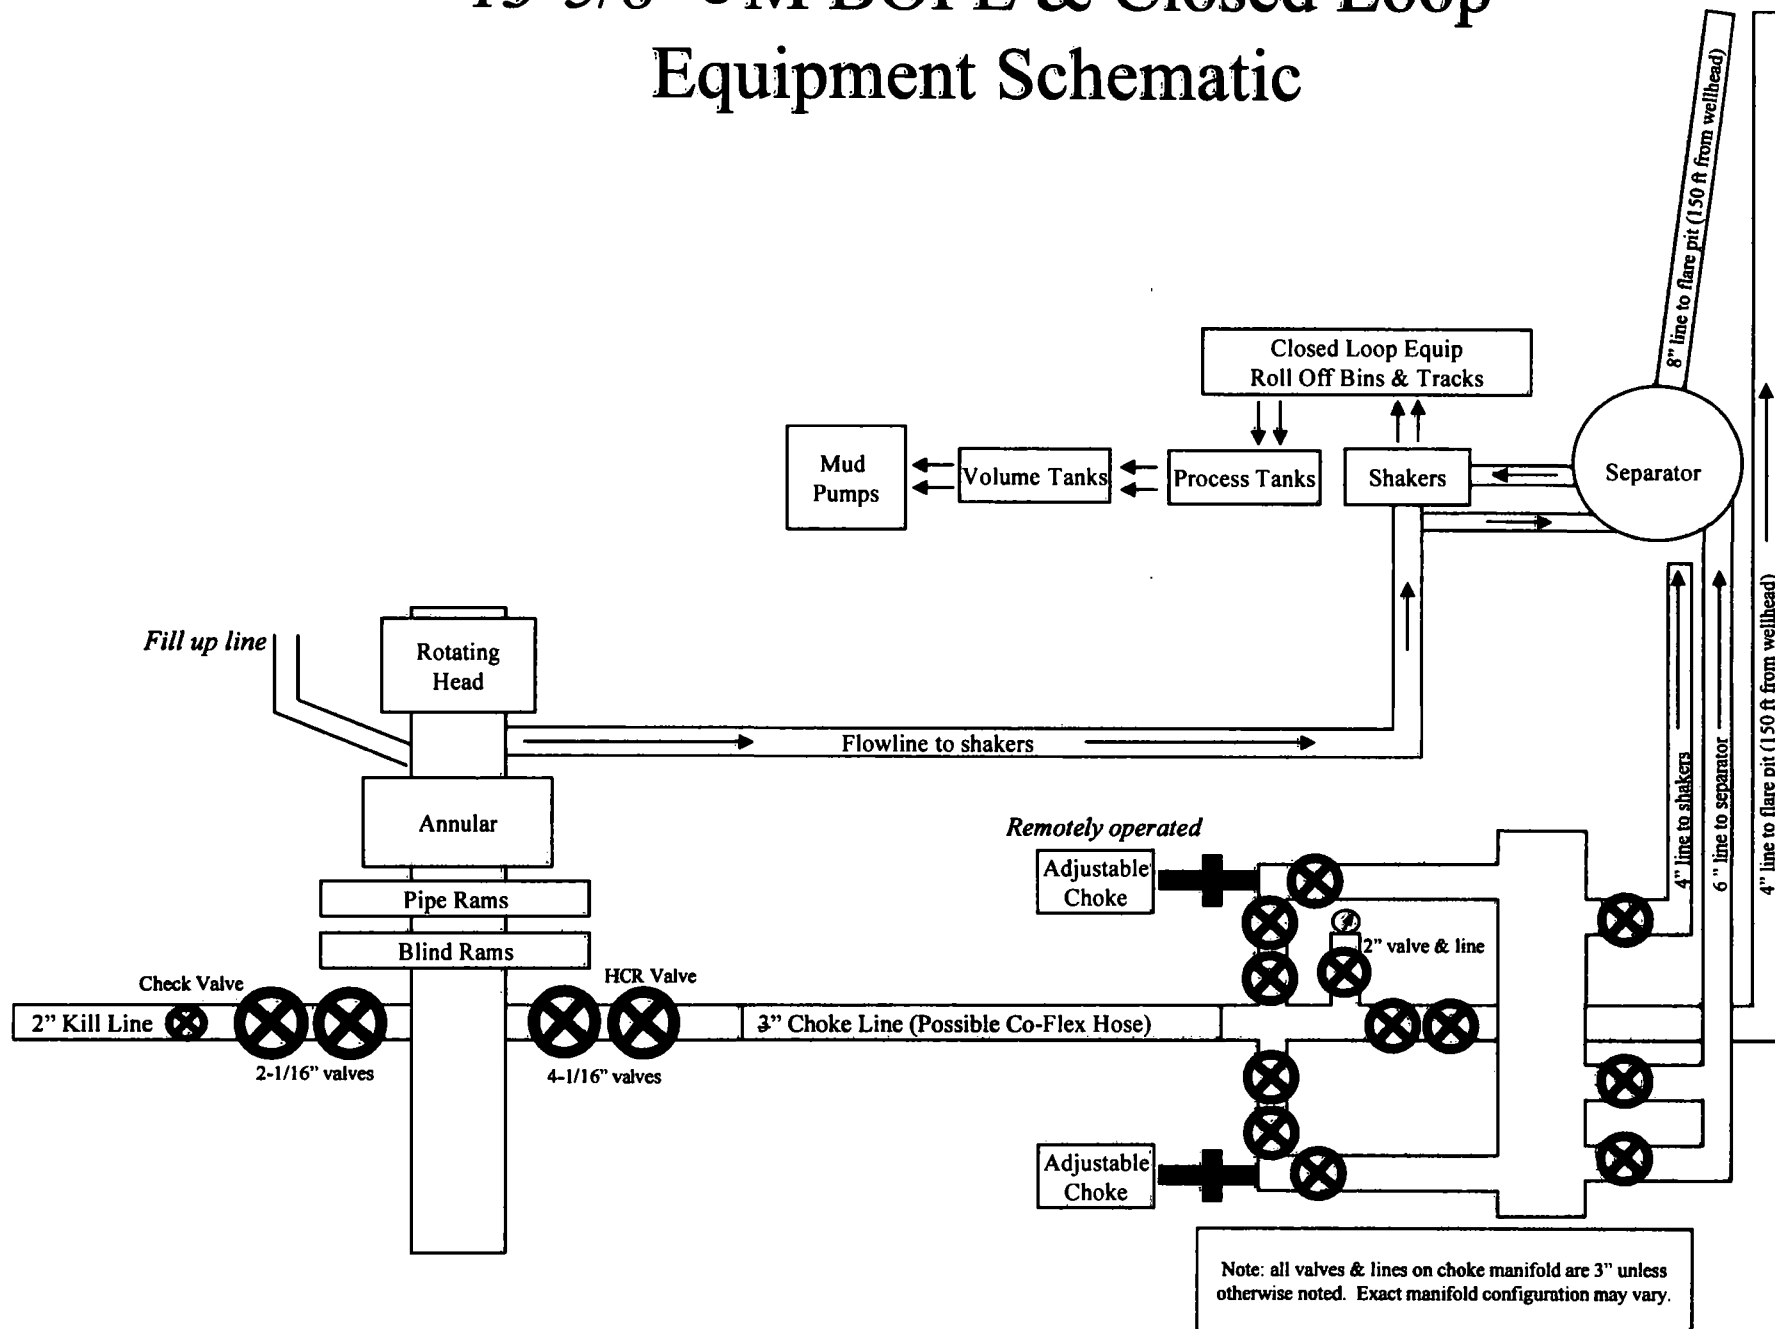 BOPE & Closed Loop
Equipment Schematic
8" line to flare pit (150 ft from wellhead)
Closed Loop Equip
Roll Off Bins & Tracks
Mud
Pumps
Volume Tanks
Process Tanks
Shakers
Separator
Fill up line
Rotating
Head
Flowline to shakers
Annular
Pipe Rams
Blind Rams
Remotely operated
Adjustable
Choke
2" valve & line
4" line to shakers
6" line to separator
4" line to flare pit (150 ft from wellhead)
Check Valve
HCR Valve
2" Kill Line
3" Choke Line (Possible Co-Flex Hose)
2-1/16" valves
4-1/16" valves
Adjustable
Choke
Note: all valves & lines on choke manifold are 3" unless
otherwise noted. Exact manifold configuration may vary.